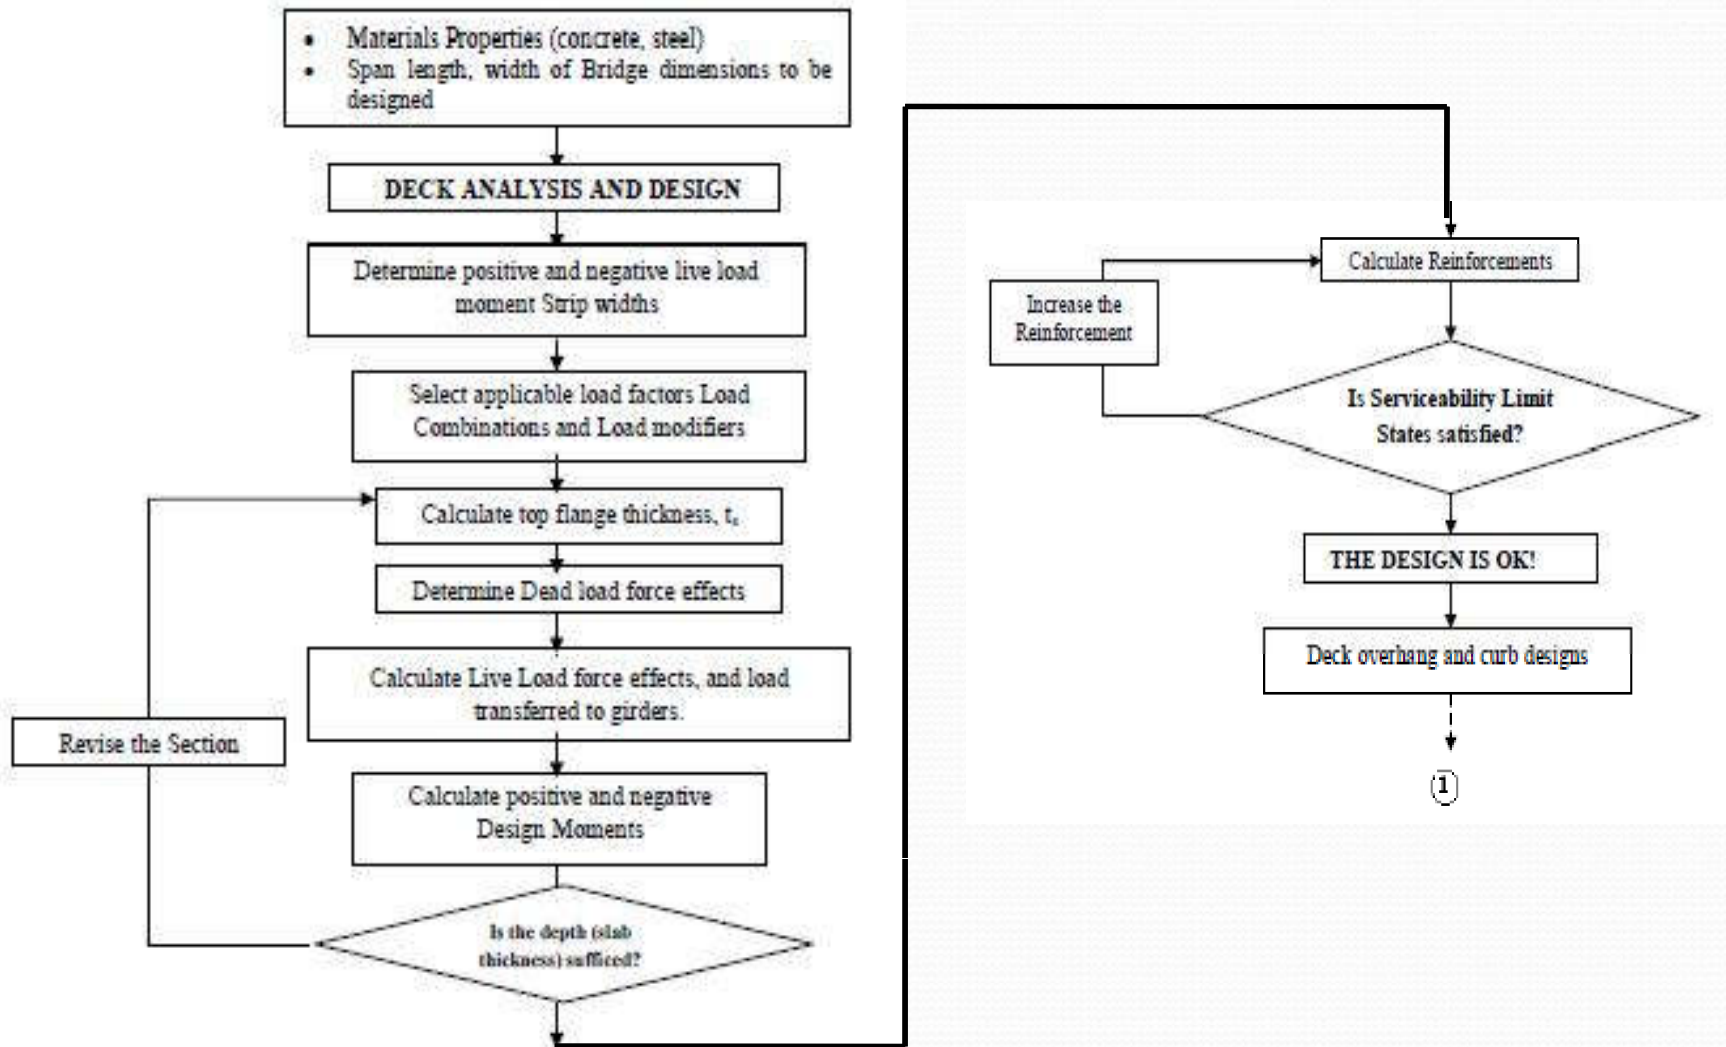 • Materials Properties (concrete, steel)
• Span length, width of Bridge dimensions to be
designed
DECK ANALYSIS AND DESIGN
Determine positive and negative live load
moment Strip widths
Select applicable load factors Load
Combinations and Load modifiers
Calculate top flange thickness, tₛ
Determine Dead load force effects
Calculate Live Load force effects, and load
transferred to girders.
Revise the Section
Calculate positive and negative
Design Moments
Is the depth (slab
thickness) sufficed?
Calculate Reinforcements
Increase the
Reinforcement
Is Serviceability Limit
States satisfied?
THE DESIGN IS OK!
Deck overhang and curb designs
1